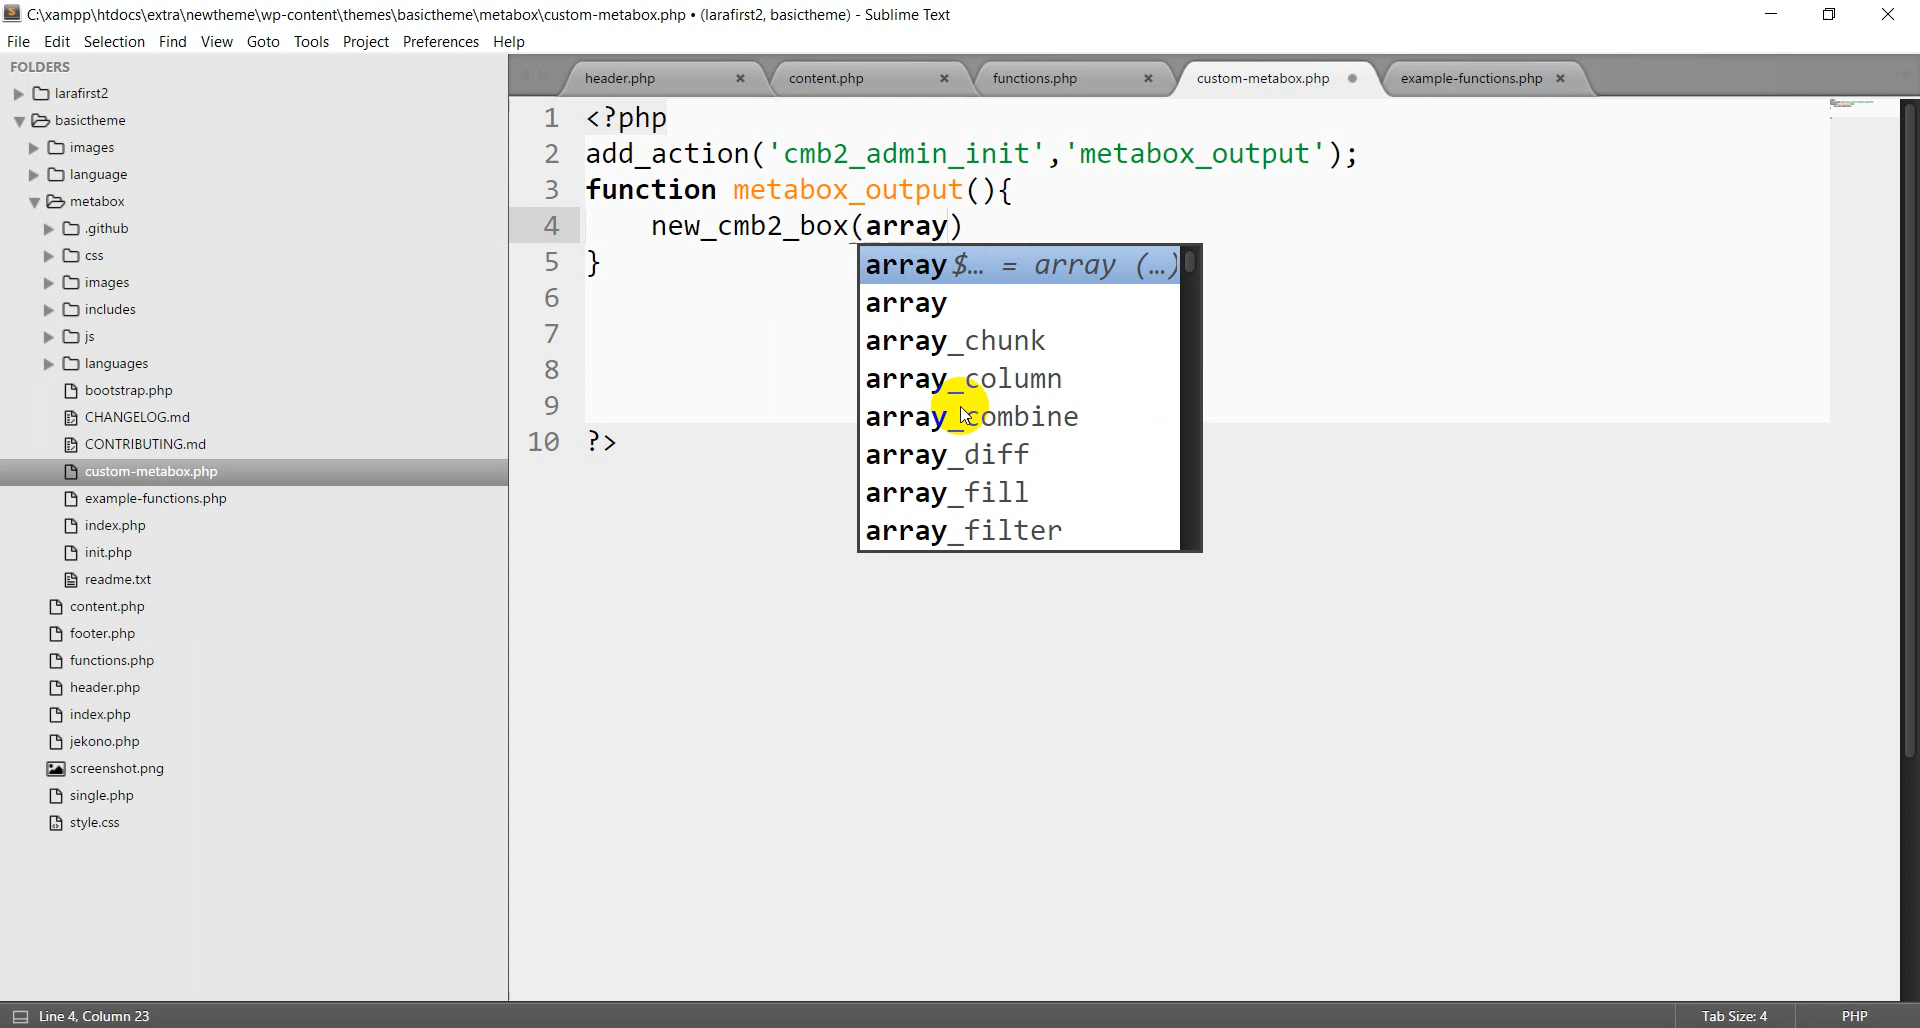 C:\xampp\htdocs\extra\newtheme\wp-content\themes\basictheme\metabox\custom-metabox.php • (larafirst2, basictheme) - Sublime Text
File Edit Selection Find View Goto Tools Project Preferences Help
FOLDERS
larafirst2
basictheme
images
language
metabox
.github
css
images
includes
js
languages
bootstrap.php
CHANGELOG.md
CONTRIBUTING.md
custom-metabox.php
example-functions.php
index.php
init.php
readme.txt
content.php
footer.php
functions.php
header.php
index.php
jekono.php
screenshot.png
single.php
style.css
header.php content.php functions.php custom-metabox.php example-functions.php
1 <?php
2 add_action('cmb2_admin_init','metabox_output');
3 function metabox_output(){
4 new_cmb2_box(array)
5 }
6
7
8
9
10 ?>
array $… = array (…)
array
array_chunk
array_column
array_combine
array_diff
array_fill
array_filter
Line 4, Column 23 Tab Size: 4 PHP